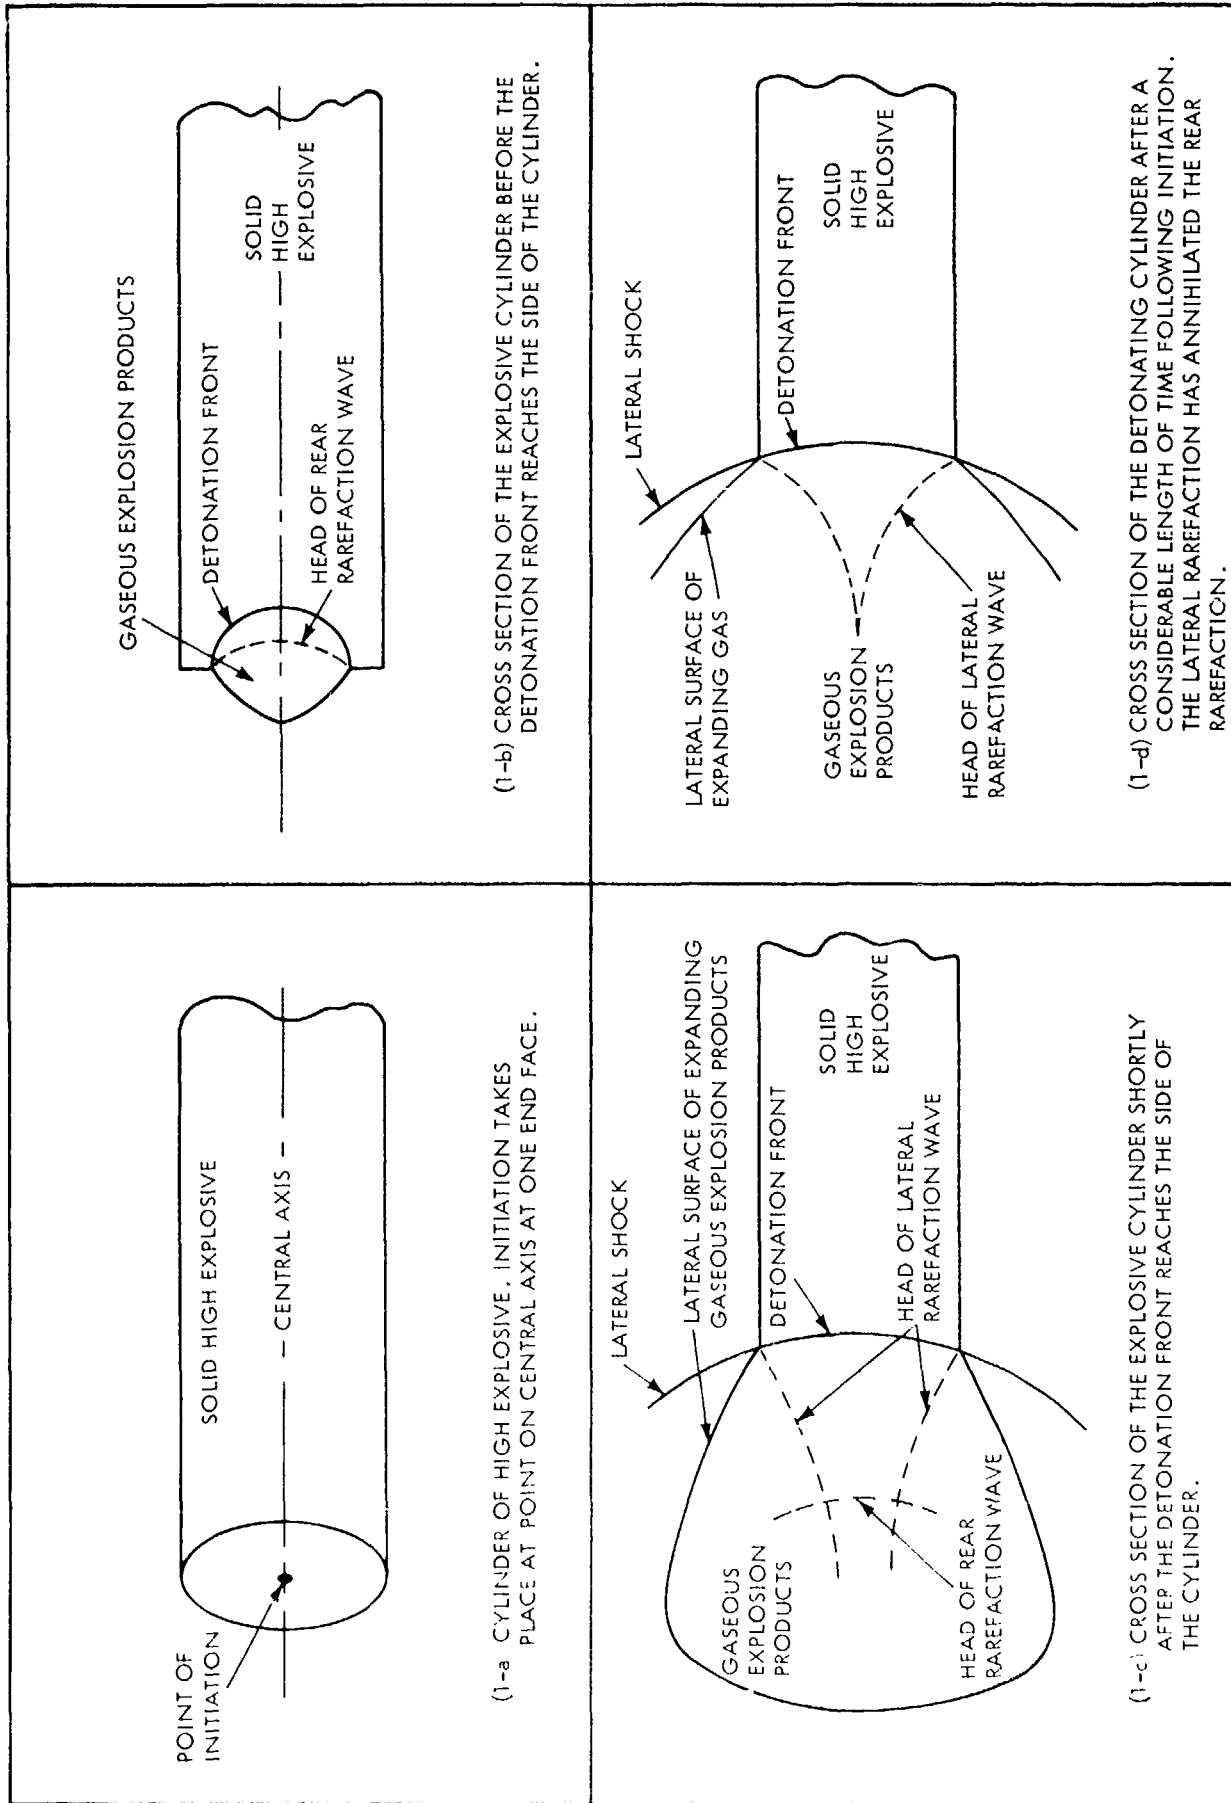 POINT OF
INITIATION
SOLID HIGH EXPLOSIVE
CENTRAL AXIS
(1-a CYLINDER OF HIGH EXPLOSIVE. INITIATION TAKES
PLACE AT POINT ON CENTRAL AXIS AT ONE END FACE.
GASEOUS EXPLOSION PRODUCTS
DETONATION FRONT
HEAD OF REAR
RAREFACTION WAVE
SOLID
HIGH
EXPLOSIVE
(1-b) CROSS SECTION OF THE EXPLOSIVE CYLINDER BEFORE THE
DETONATION FRONT REACHES THE SIDE OF THE CYLINDER.
LATERAL SHOCK
LATERAL SURFACE OF EXPANDING
GASEOUS EXPLOSION PRODUCTS
DETONATION FRONT
SOLID
HIGH
EXPLOSIVE
HEAD OF LATERAL
RAREFACTION WAVE
GASEOUS
EXPLOSION
PRODUCTS
HEAD OF REAR
RAREFACTION WAVE
(1-c) CROSS SECTION OF THE EXPLOSIVE CYLINDER SHORTLY
AFTER THE DETONATION FRONT REACHES THE SIDE OF
THE CYLINDER.
LATERAL SHOCK
LATERAL SURFACE OF
EXPANDING GAS
DETONATION FRONT
SOLID
HIGH
EXPLOSIVE
GASEOUS
EXPLOSION
PRODUCTS
HEAD OF LATERAL
RAREFACTION WAVE
(1-d) CROSS SECTION OF THE DETONATING CYLINDER AFTER A
CONSIDERABLE LENGTH OF TIME FOLLOWING INITIATION.
THE LATERAL RAREFACTION HAS ANNIHILATED THE REAR
RAREFACTION.